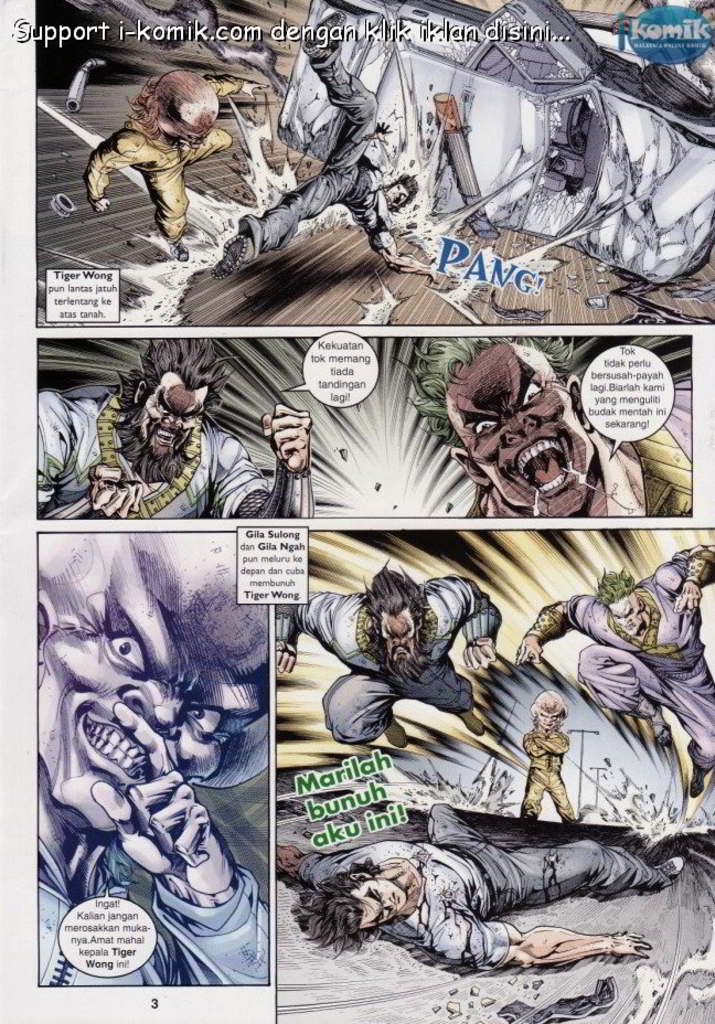 Support i-komik.com dengan klik iklan disini...
komik
MALAYSIA ONLINE KOMIK
PANG!
Tiger Wong
pun lantas jatuh
terlentang ke
atas tanah.
Kekuatan
tok memang
tiada
tandingan
lagi!
Tok
tidak perlu
bersusah-payah
lagi.Biarlah kami
yang menguliti
budak mentah ini
sekarang!
Gila Sulong
dan Gila Ngah
pun meluru ke
depan dan cuba
membunuh
Tiger Wong.
Marilah
bunuh
aku ini!
Ingat!
Kalian jangan
merosakkan muka-
nya.Amat mahal
kepala Tiger
Wong ini!
3